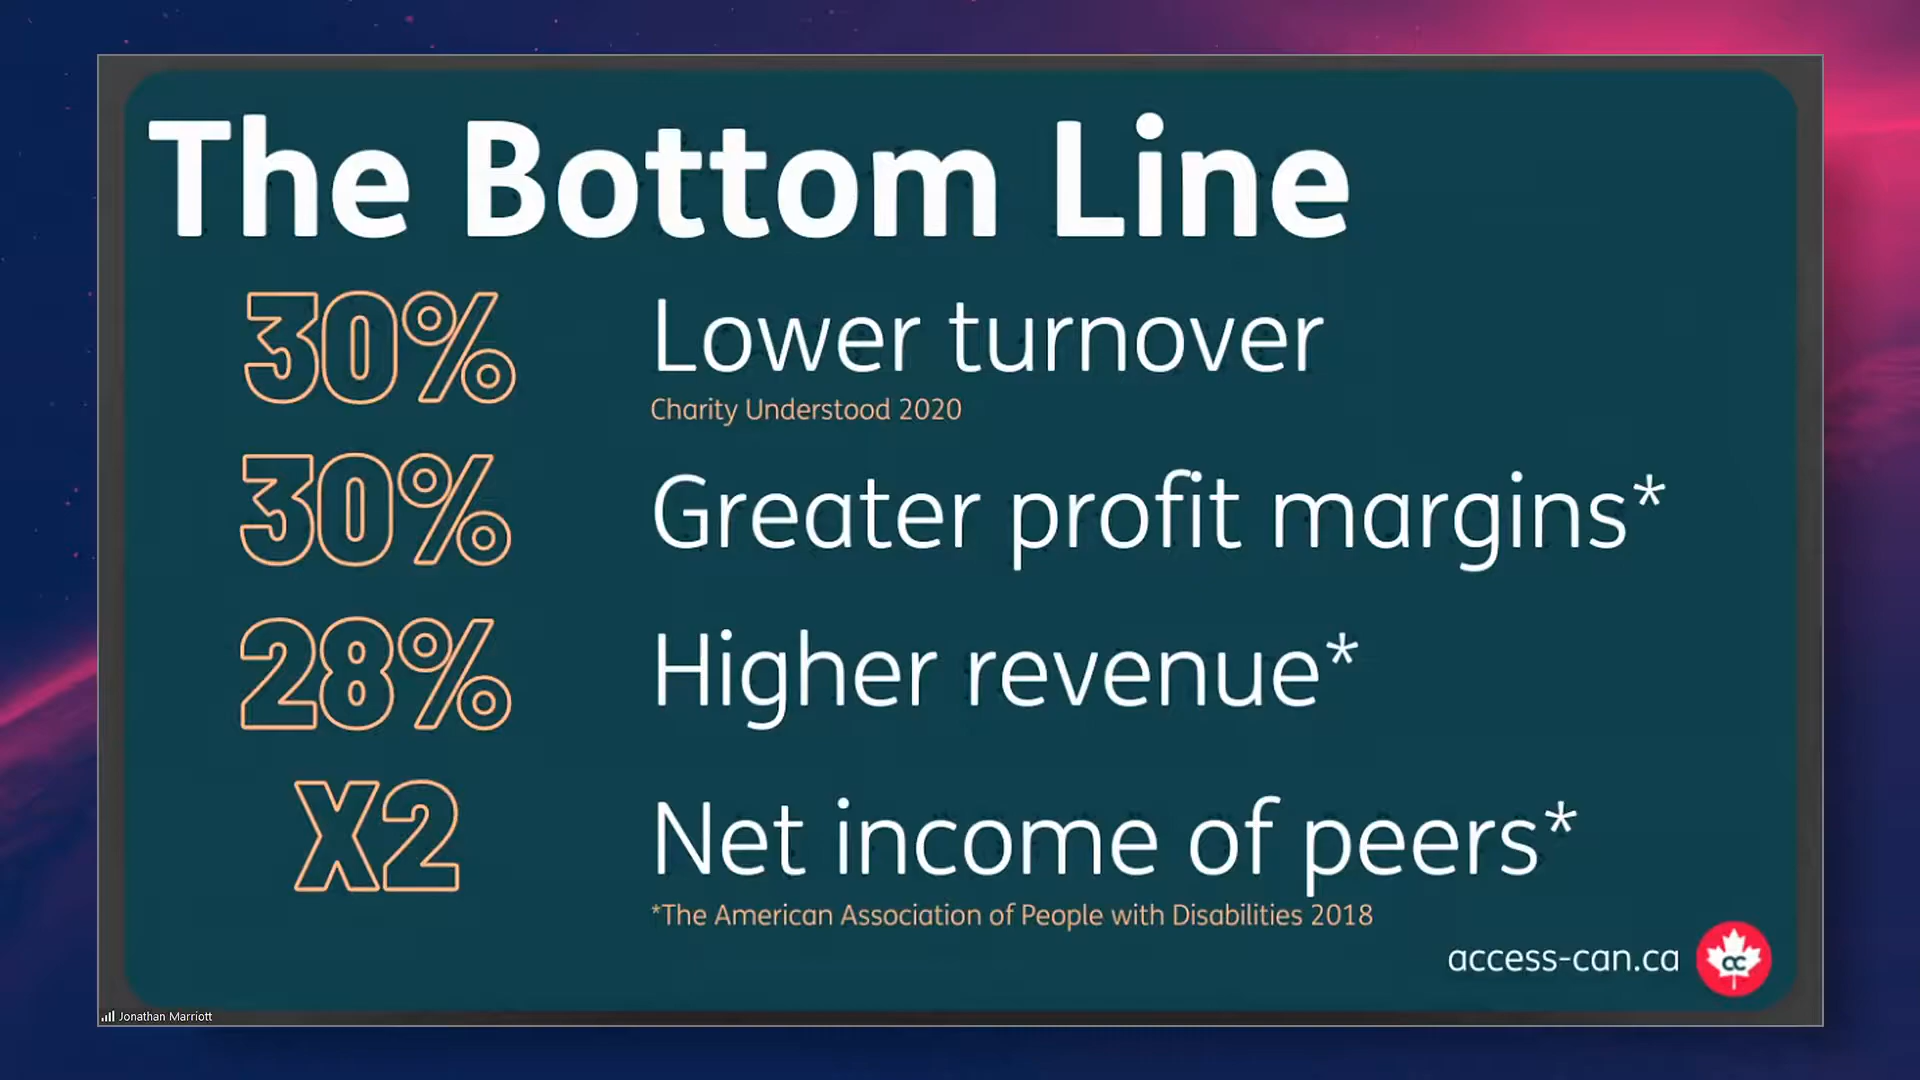 The Bottom Line
30% Lower turnover
Charity Understood 2020
30% Greater profit margins*
28% Higher revenue*
X2 Net income of peers*
*The American Association of People with Disabilities 2018
access-can.ca
ac
Jonathan Marriott